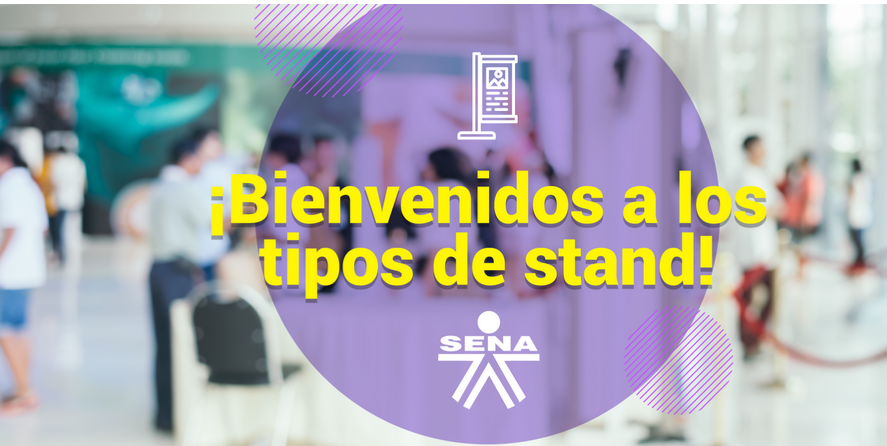 ¡Bienvenidos a los
tipos de stand!
SENA